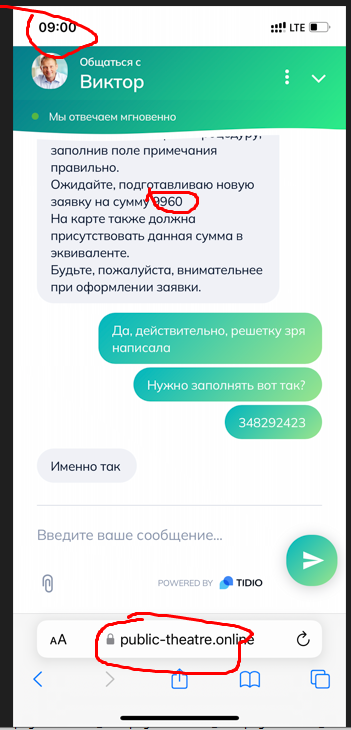 09:00
LTE
Общаться с
Виктор
Мы отвечаем мгновенно
заполнив поле примечания
правильно.
Ожидайте, подготавливаю новую
заявку на сумму 9960
На карте также должна
присутствовать данная сумма в
эквиваленте.
Будьте, пожалуйста, внимательнее
при оформлении заявки.
Да, действительно, решетку зря
написала
Нужно заполнять вот так?
348292423
Именно так
Введите ваше сообщение...
POWERED BY TIDIO
AA public-theatre.online